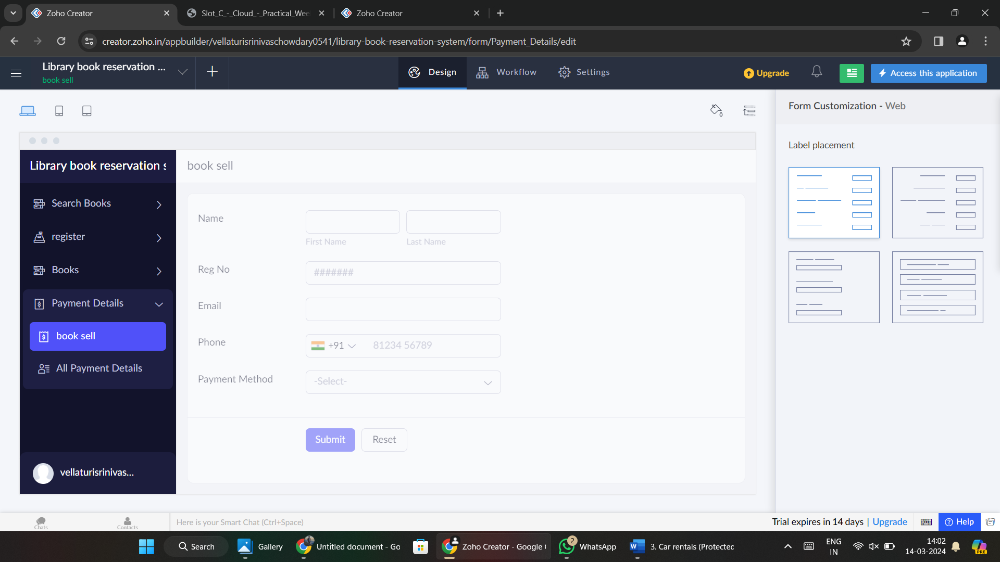 Zoho Creator
Slot_C_-_Cloud_-_Practical_Wee
Zoho Creator
creator.zoho.in/appbuilder/vellaturisrinivaschowdary0541/library-book-reservation-system/form/Payment_Details/edit
Library book reservation ...
book sell
Design
Workflow
Settings
Upgrade
Access this application
Form Customization - Web
Label placement
Library book reservation s
book sell
Search Books
register
Books
Payment Details
book sell
All Payment Details
vellaturisrinivas...
Name
First Name
Last Name
Reg No
#######
Email
Phone
+91
81234 56789
Payment Method
-Select-
Submit
Reset
Chats
Contacts
Here is your Smart Chat (Ctrl+Space)
Trial expires in 14 days | Upgrade
Help
Search
Gallery
Untitled document - Go
Zoho Creator - Google (
2
WhatsApp
W
3. Car rentals (Protected
ENG
IN
14:02
14-03-2024
PRE